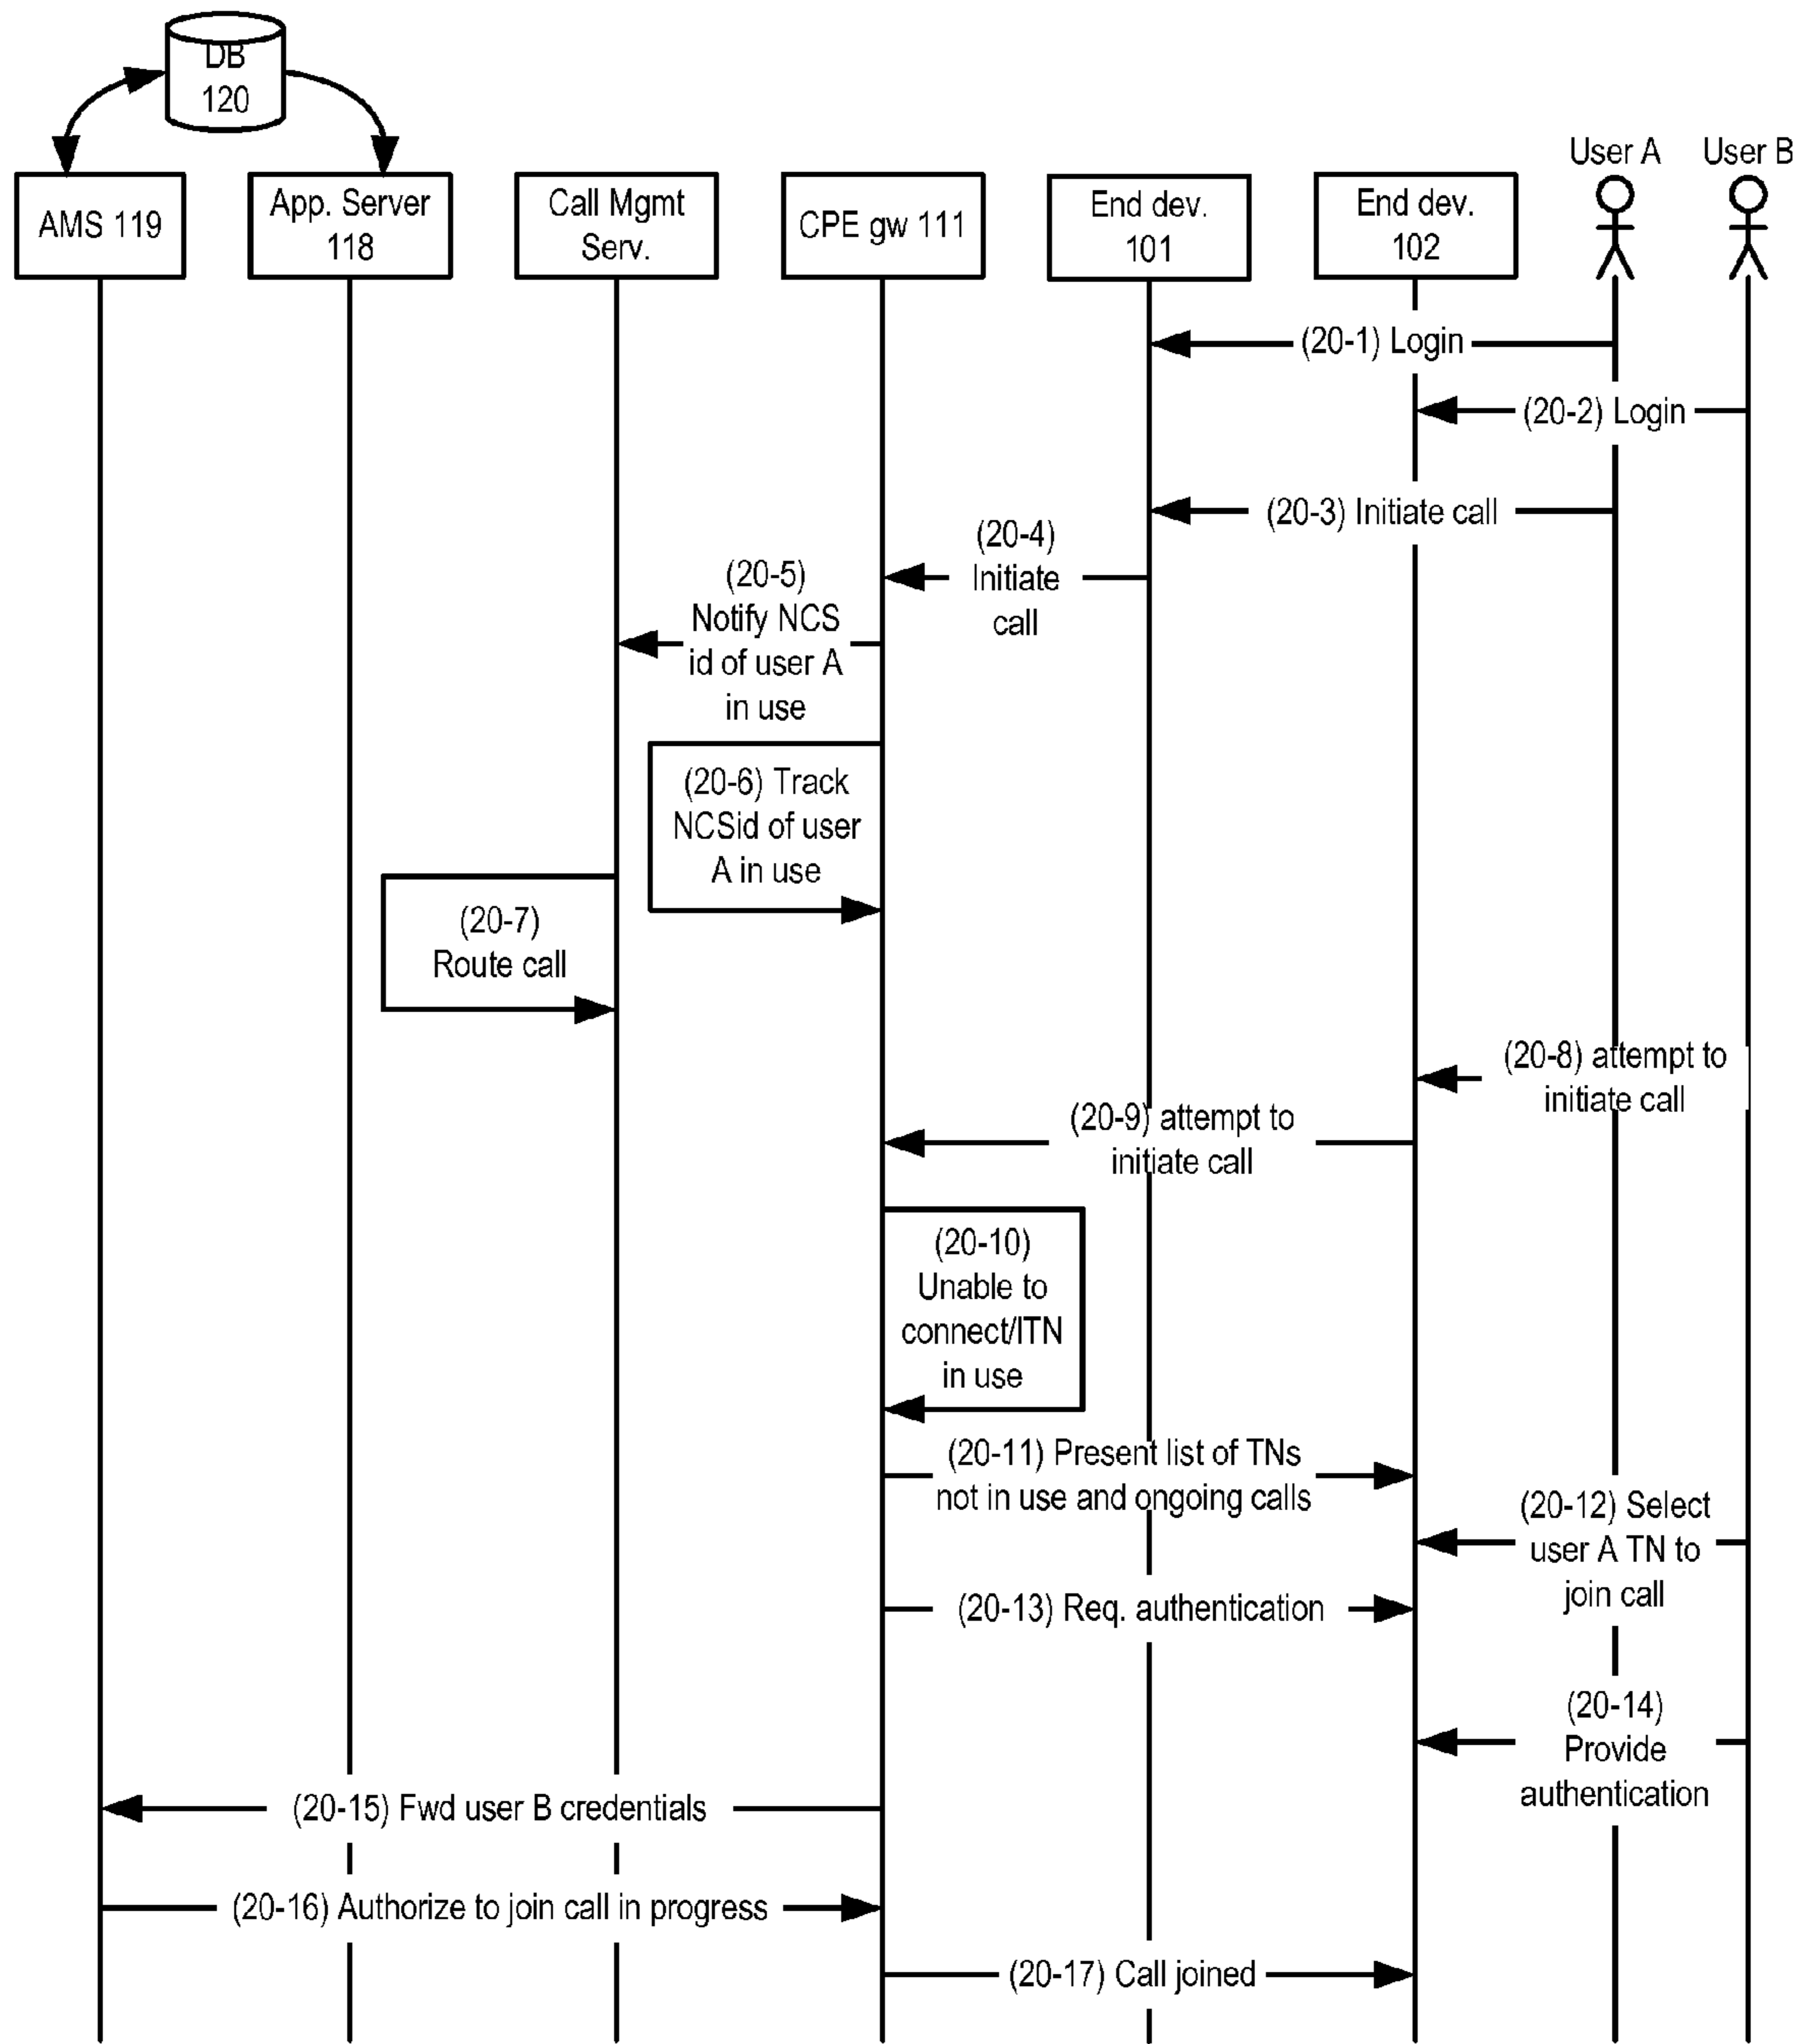 DB
120
User A
User B
AMS 119
App. Server
118
Call Mgmt
Serv.
CPE gw 111
End dev.
101
End dev.
102
(20-1) Login
(20-2) Login
(20-3) Initiate call
(20-4)
Initiate
call
(20-5)
Notify NCS
id of user A
in use
(20-6) Track
NCSid of user
A in use
(20-7)
Route call
(20-8) attempt to
initiate call
(20-9) attempt to
initiate call
(20-10)
Unable to
connect/ITN
in use
(20-11) Present list of TNs
not in use and ongoing calls
(20-12) Select
user A TN to
join call
(20-13) Req. authentication
(20-14)
Provide
authentication
(20-15) Fwd user B credentials
(20-16) Authorize to join call in progress
(20-17) Call joined